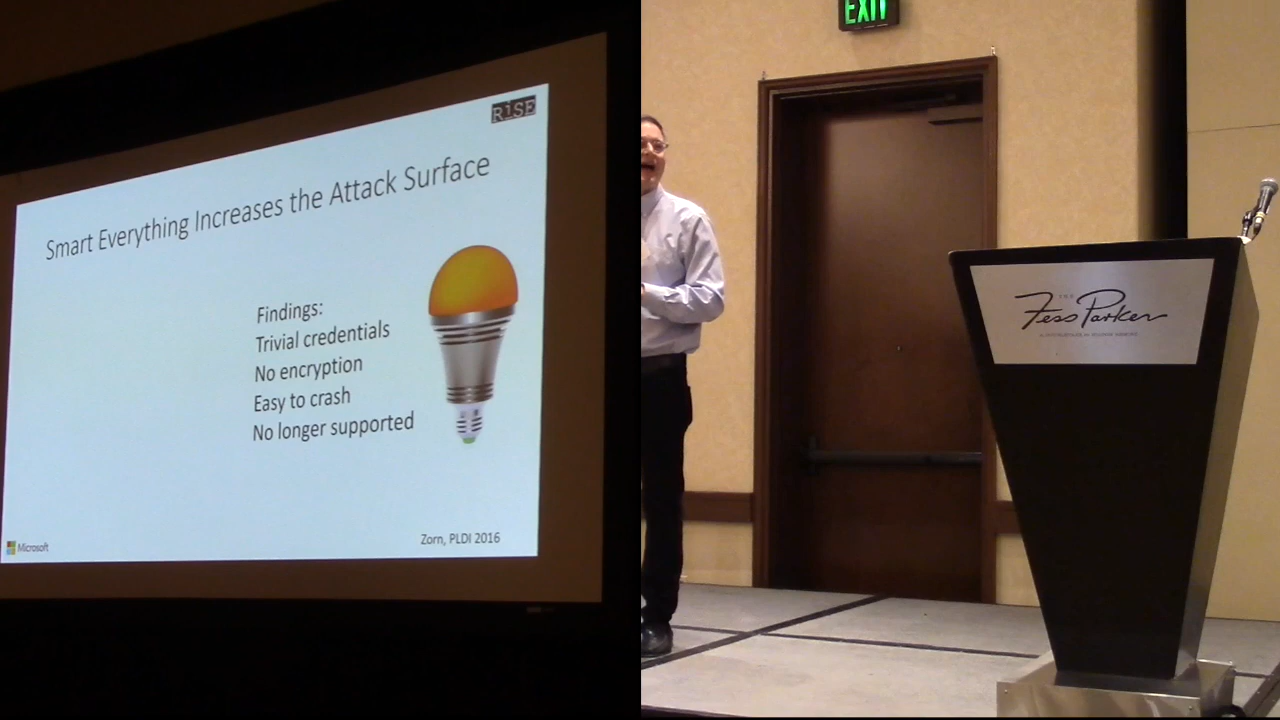 RiSE
Smart Everything Increases the Attack Surface
Findings:
Trivial credentials
No encryption
Easy to crash
No longer supported
Microsoft
Zorn, PLDI 2016
EXIT
THE
Fess Parker